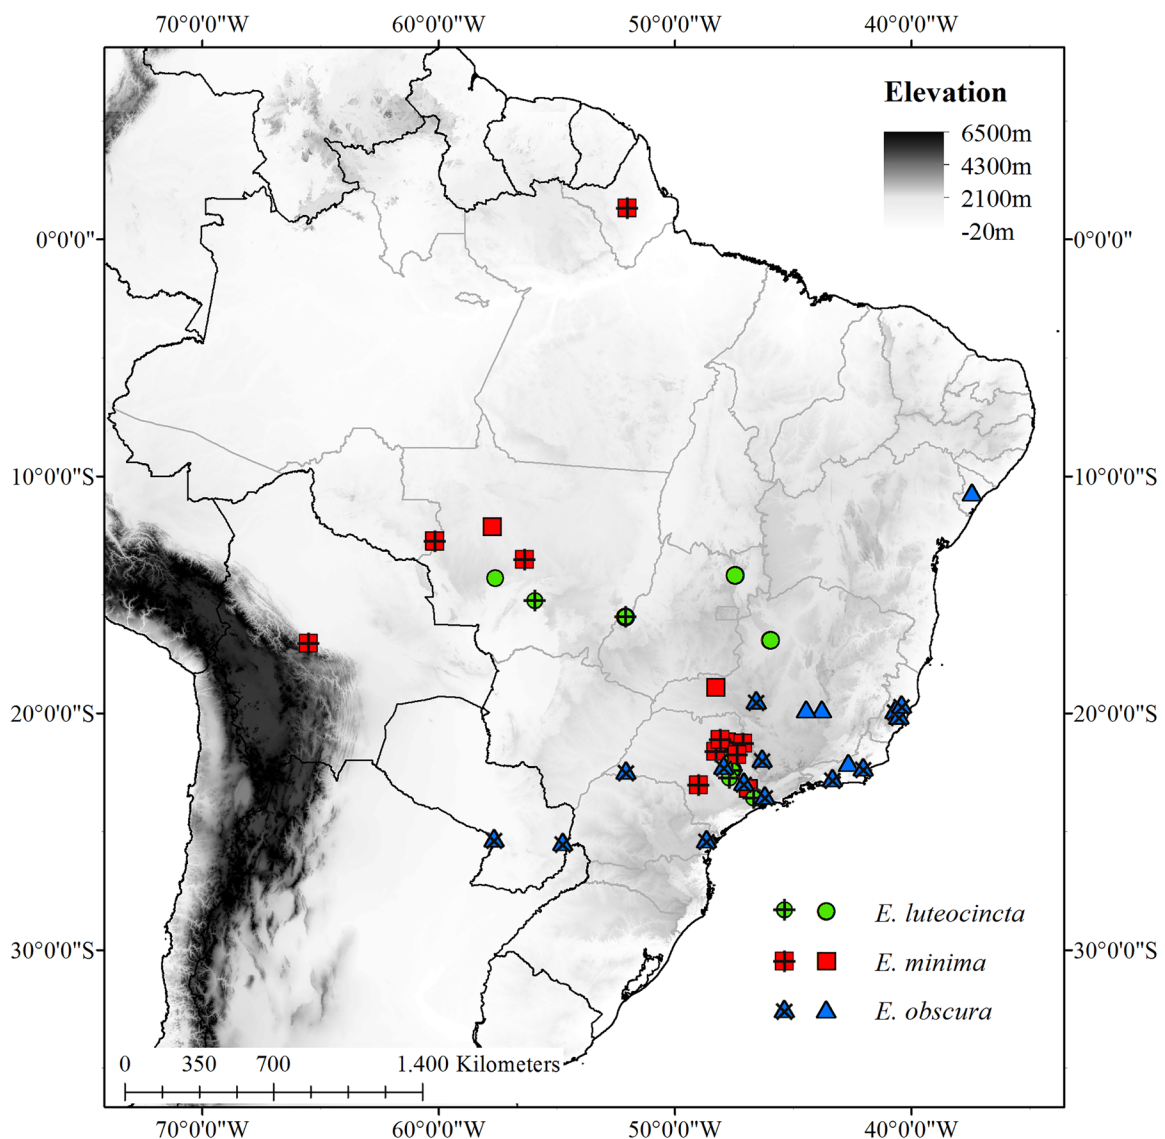 70°0'0"W 60°0'0"W 50°0'0"W 40°0'0"W
Elevation
6500m
4300m
2100m
-20m
0°0'0" 0°0'0"
10°0'0"S 10°0'0"S
20°0'0"S 20°0'0"S
E. luteocincta
30°0'0"S 30°0'0"S
E. minima
E. obscura
0 350 700 1.400 Kilometers
70°0'0"W 60°0'0"W 50°0'0"W 40°0'0"W